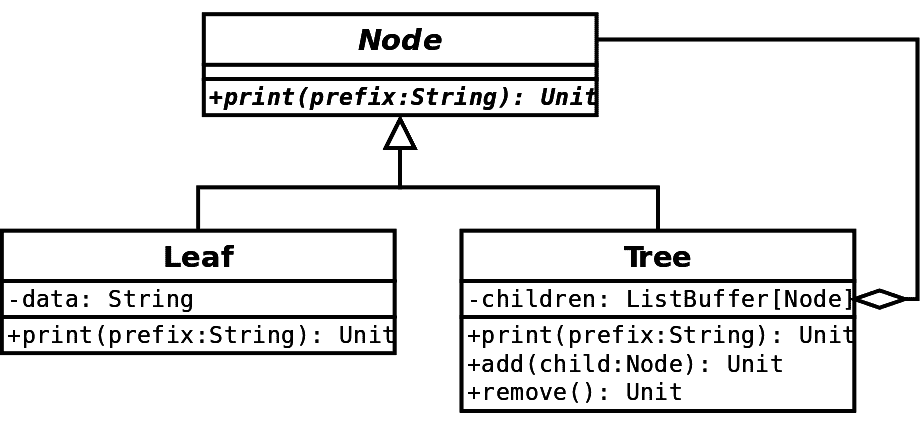 Node
+print(prefix:String): Unit
Leaf
-data: String
+print(prefix:String): Unit
Tree
-children: ListBuffer[Node]
+print(prefix:String): Unit
+add(child:Node): Unit
+remove(): Unit